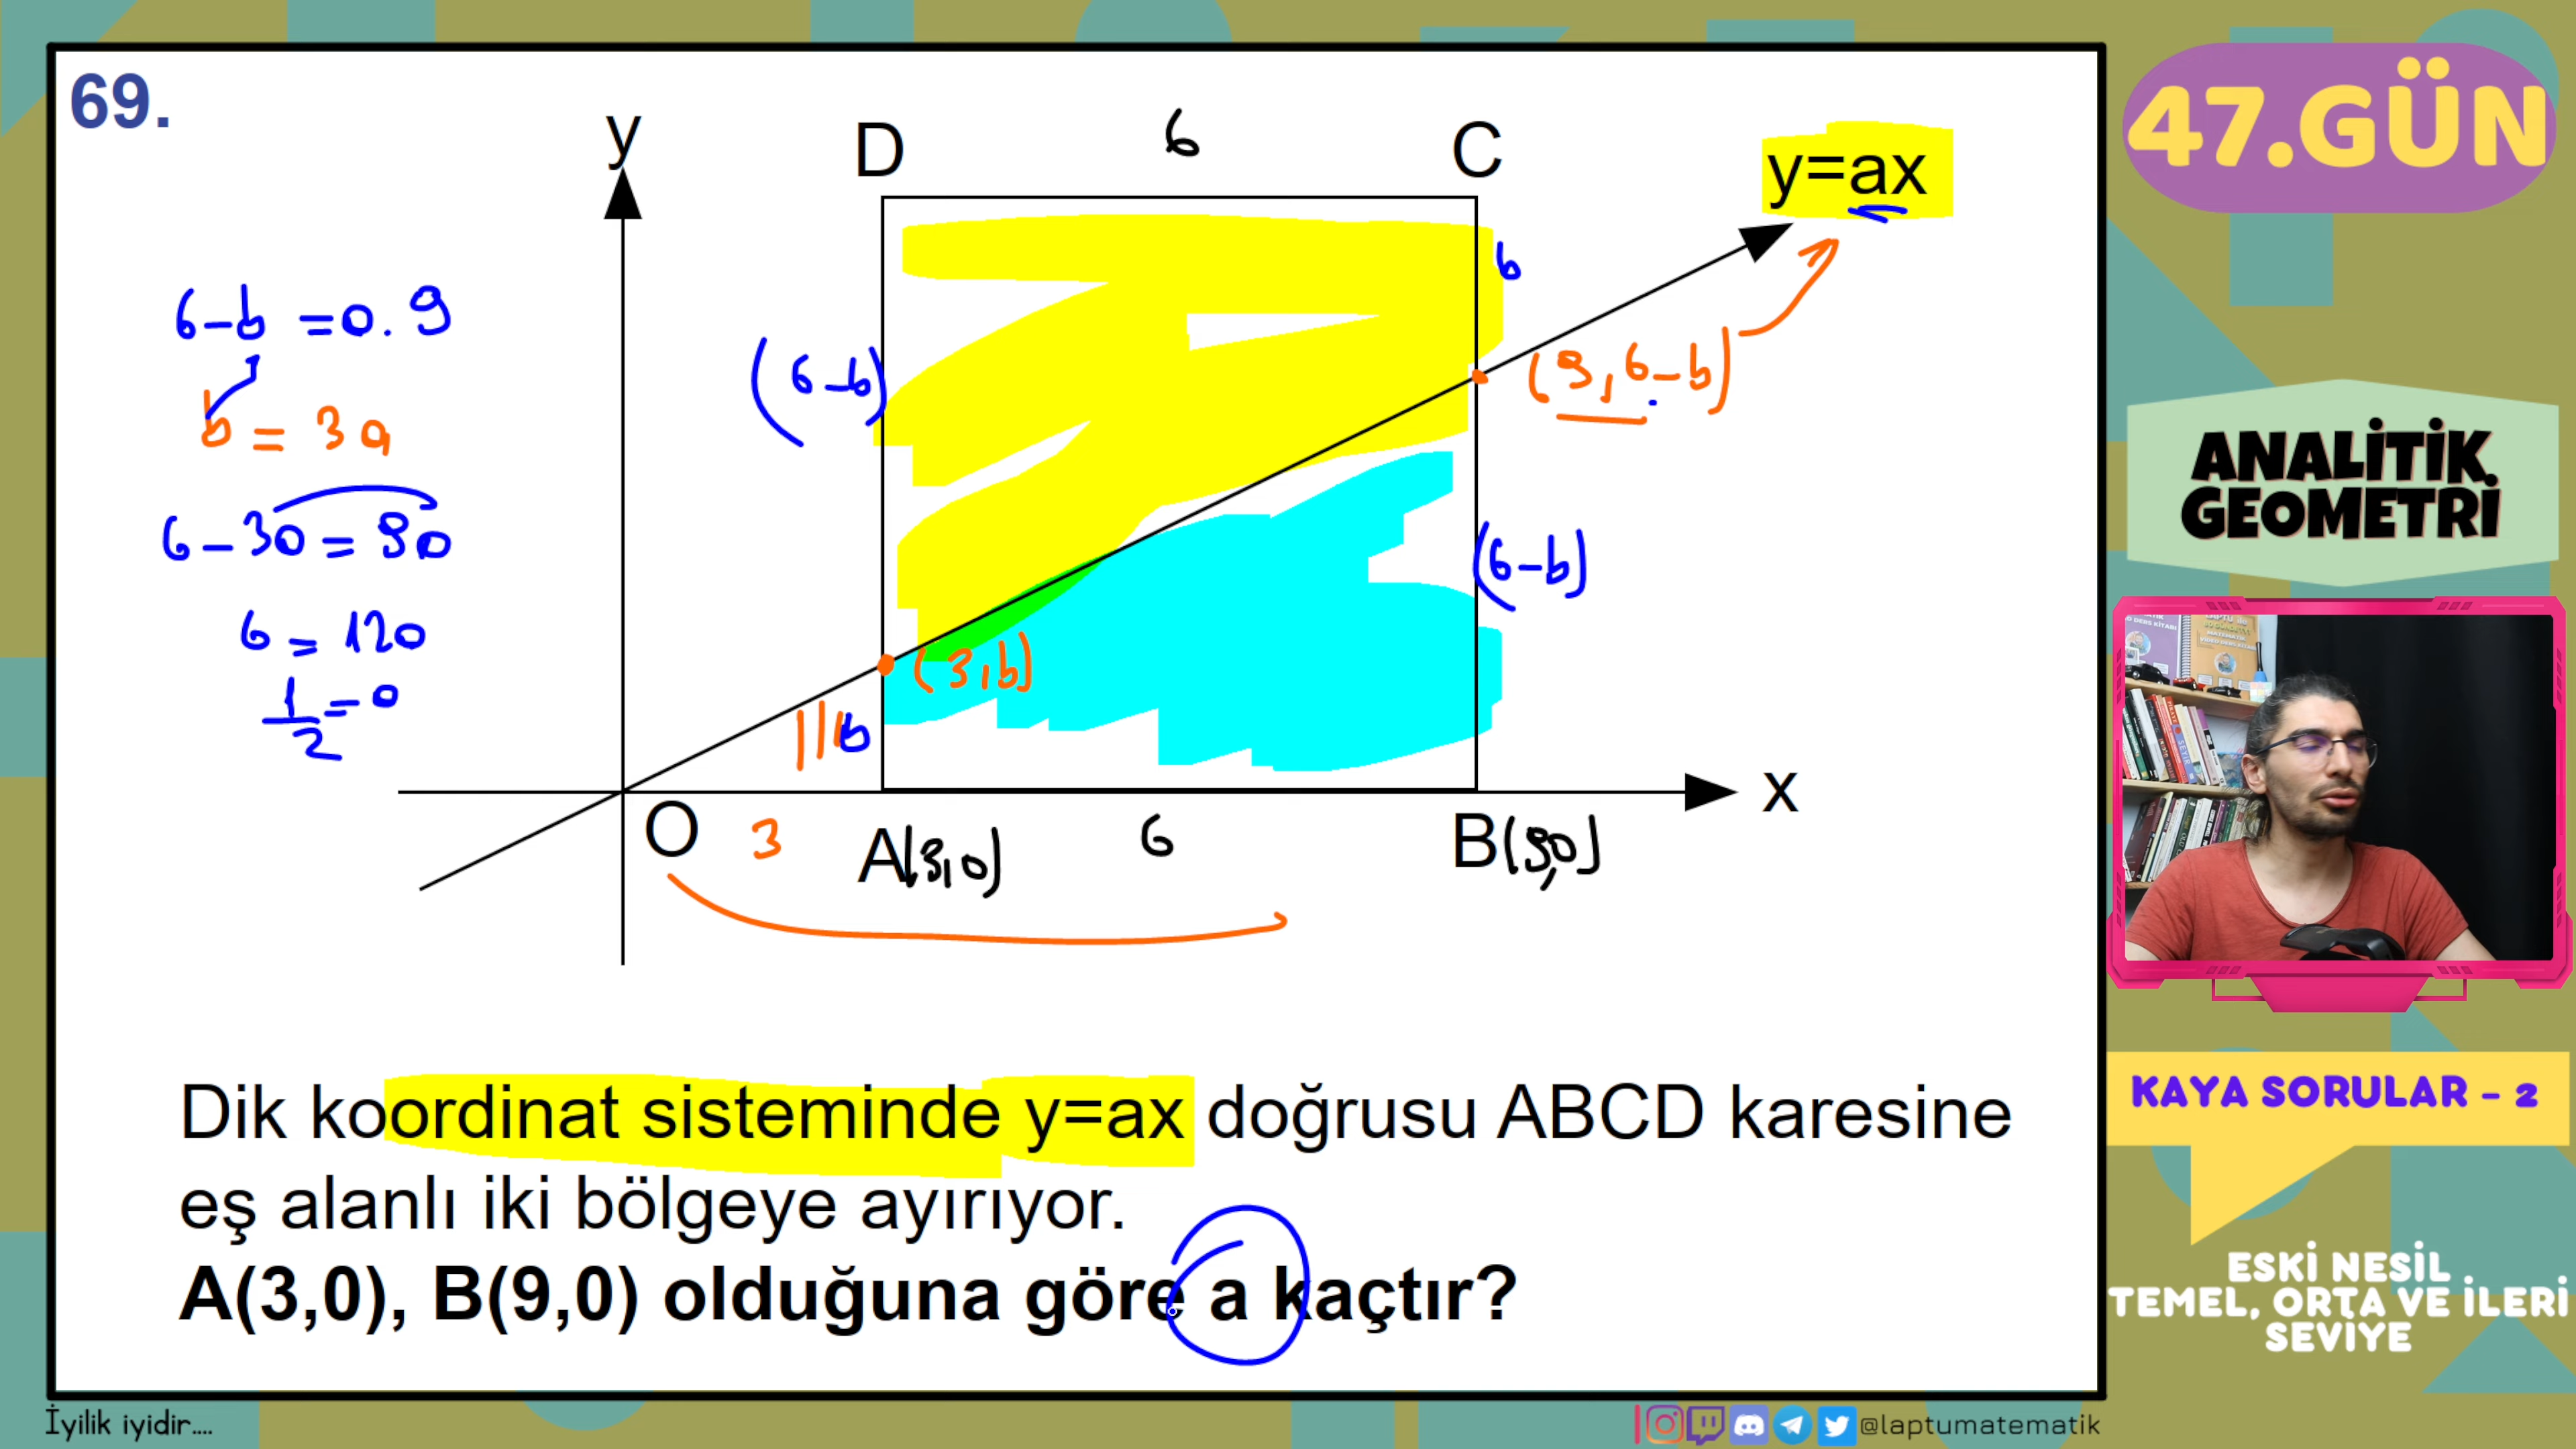 69.
47.GÜN
y
D
6
C
y=ax
b
6-b = a.9
(6-b)
(9,6-b)
b = 3a
ANALİTİK
GEOMETRİ
6-3a = 9a
(6-b)
6 = 12a
(3,b)
1/2 = a
b
x
O
3
A(3,0)
6
B(9,0)
Dik koordinat sisteminde y=ax doğrusu ABCD karesine
eş alanlı iki bölgeye ayırıyor.
A(3,0), B(9,0) olduğuna göre a kaçtır?
KAYA SORULAR - 2
ESKİ NESİL
TEMEL, ORTA VE İLERİ
SEVİYE
İyilik iyidir....
@laptumatematik